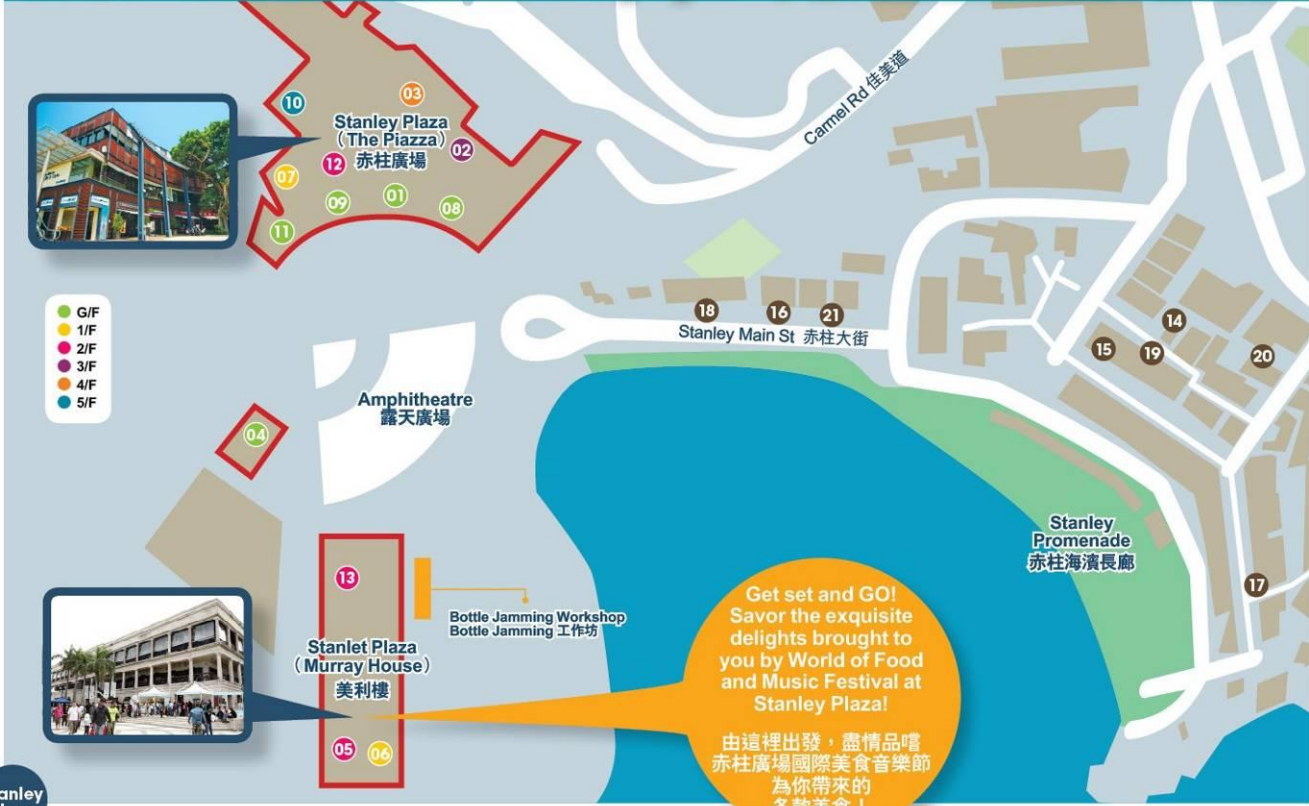 Carmel Rd 佳美道
10
03
Stanley Plaza
(The Piazza)
赤柱廣場
02
12
07
09
01
08
11
G/F
1/F
2/F
3/F
4/F
5/F
18
16
21
Stanley Main St 赤柱大街
14
15
19
20
Amphitheatre
露天廣場
04
Stanley
Promenade
赤柱海濱長廊
17
13
Bottle Jamming Workshop
Bottle Jamming 工作坊
Stanlet Plaza
(Murray House)
美利樓
05
06
Get set and GO!
Savor the exquisite
delights brought to
you by World of Food
and Music Festival at
Stanley Plaza!
由這裡出發，盡情品嚐
赤柱廣場國際美食音樂節
為你帶來的
各款美食！
anley